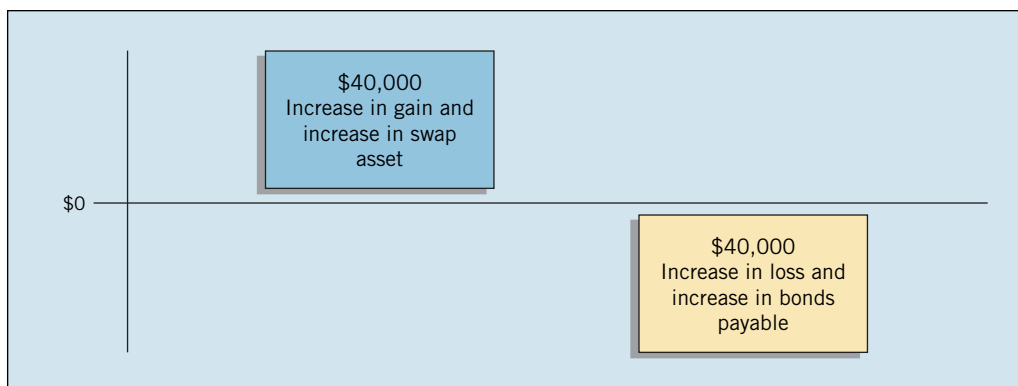 $40,000
Increase in gain and
increase in swap
asset
$0
$40,000
Increase in loss and
increase in bonds
payable